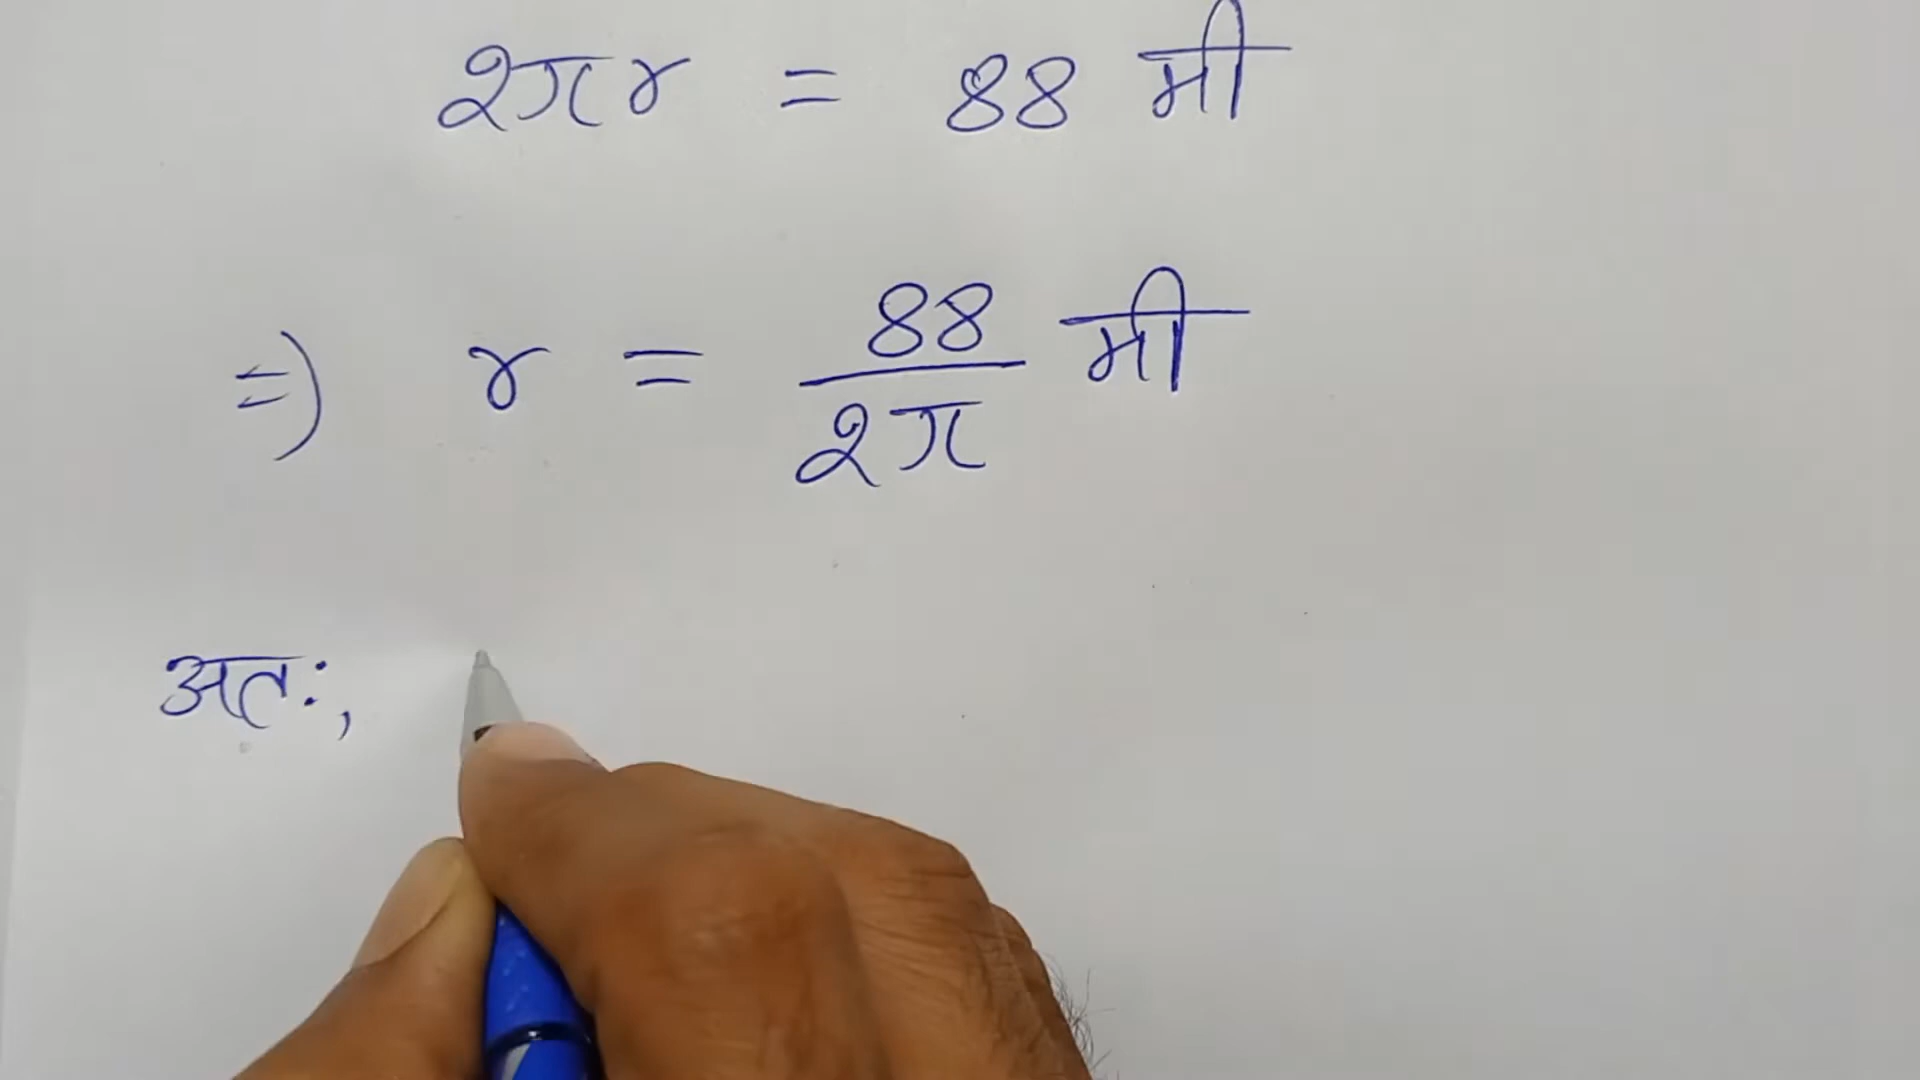 2πr = 88 मी
=> r = 88/2π मी
अतः,